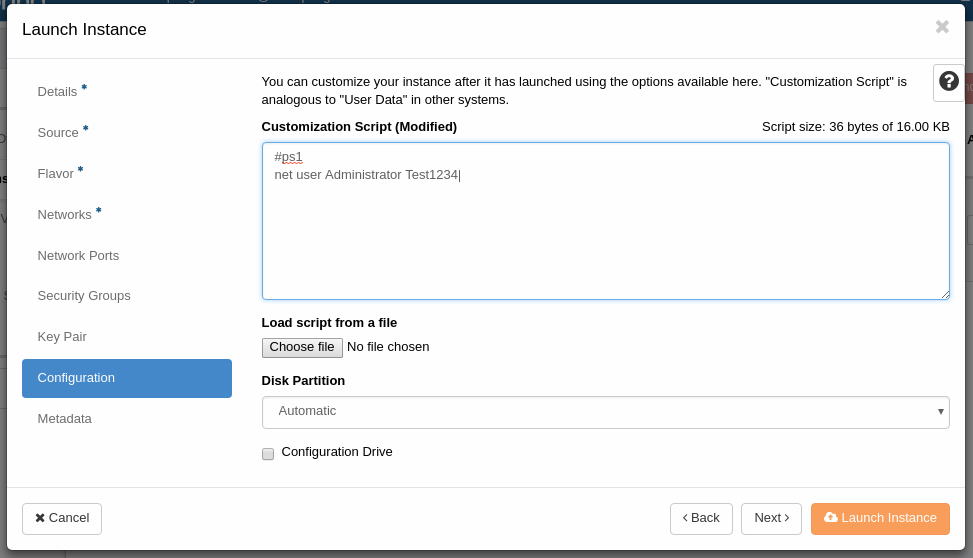 Launch Instance
Details *
Source *
Flavor *
Networks *
Network Ports
Security Groups
Key Pair
Configuration
Metadata
You can customize your instance after it has launched using the options available here. "Customization Script" is
analogous to "User Data" in other systems.
Customization Script (Modified)
Script size: 36 bytes of 16.00 KB
#ps1
net user Administrator Test1234
Load script from a file
Choose file No file chosen
Disk Partition
Automatic
Configuration Drive
Cancel
Back
Next
Launch Instance